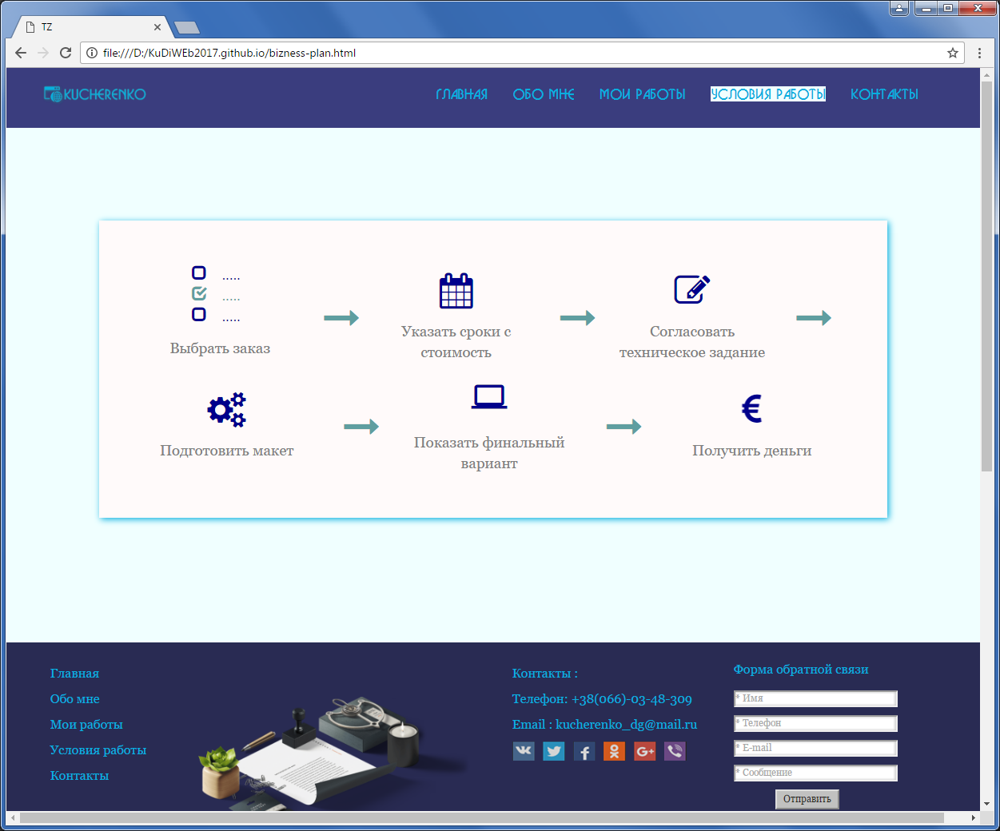 TZ
file:///D:/KuDiWEb2017.github.io/bizness-plan.html
KUCHERENKO
ГЛАВНАЯ ОБО МНЕ МОИ РАБОТЫ УСЛОВИЯ РАБОТЫ КОНТАКТЫ
.....
.....
.....
Выбрать заказ
Указать сроки с
стоимость
Согласовать
техническое задание
Подготовить макет
Показать финальный
вариант
Получить деньги
Главная
Обо мне
Мои работы
Условия работы
Контакты
Контакты :
Телефон: +38(066)-03-48-309
Email : kucherenko_dg@mail.ru
Форма обратной связи
* Имя
* Телефон
* E-mail
* Сообщение
Отправить